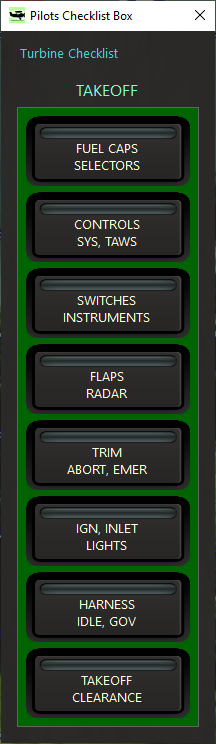 Pilots Checklist Box
Turbine Checklist
TAKEOFF
FUEL CAPS
SELECTORS
CONTROLS
SYS, TAWS
SWITCHES
INSTRUMENTS
FLAPS
RADAR
TRIM
ABORT, EMER
IGN, INLET
LIGHTS
HARNESS
IDLE, GOV
TAKEOFF
CLEARANCE